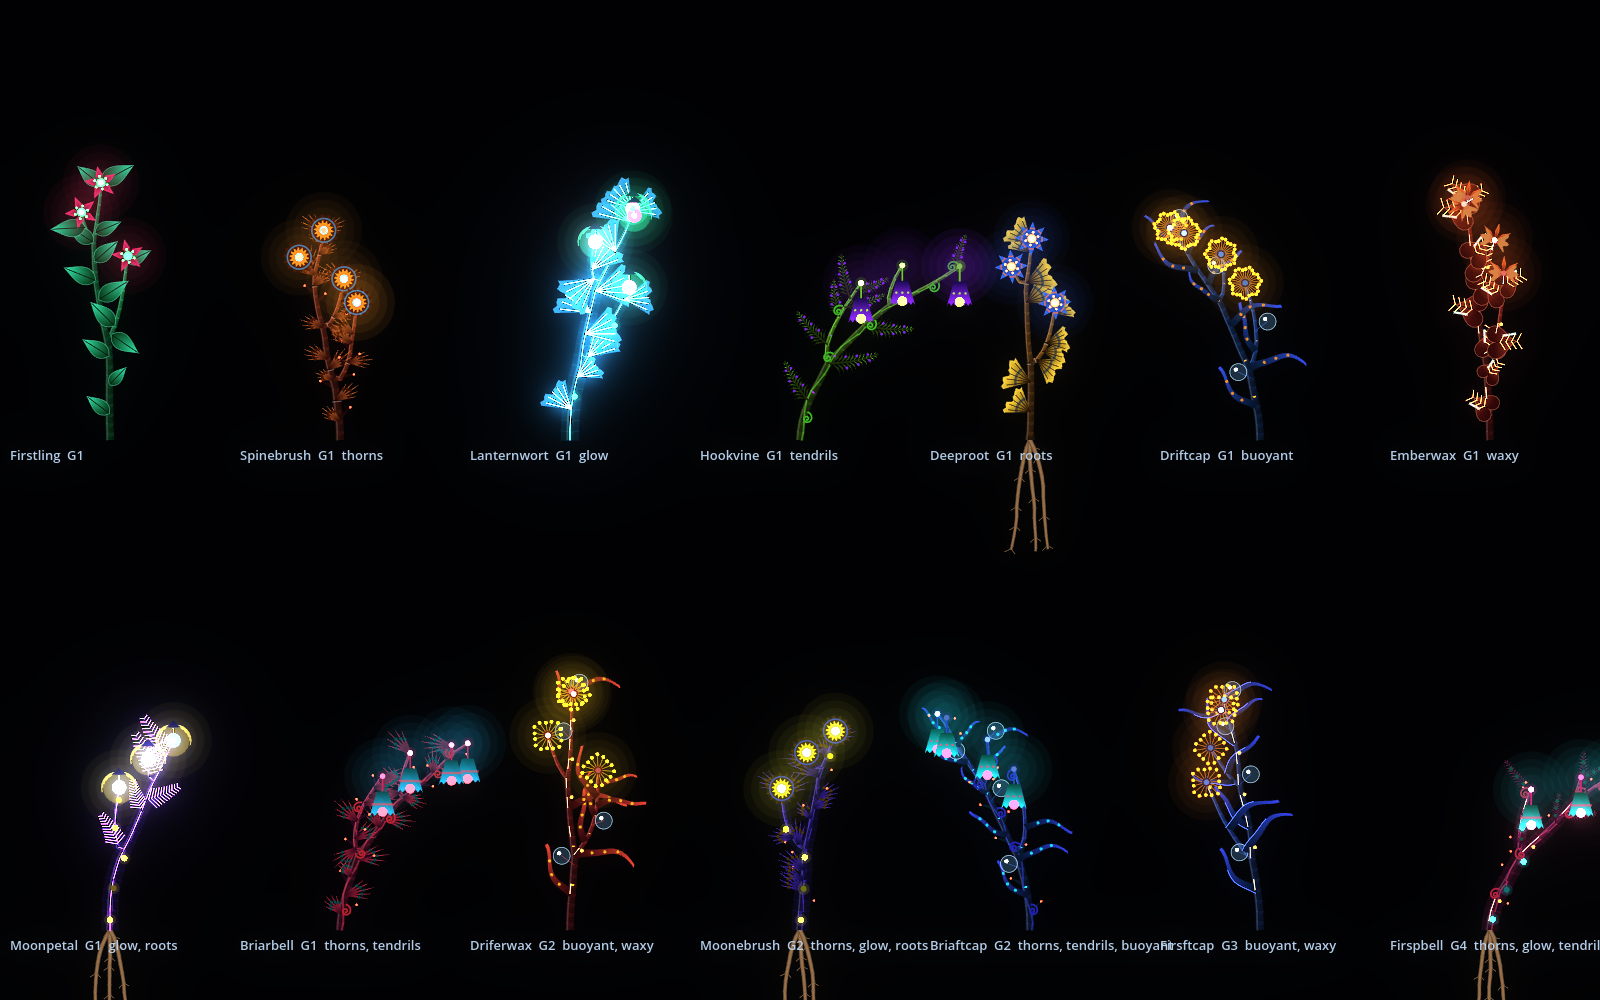 Firstling G1
Spinebrush G1 thorns
Lanternwort G1 glow
Hookvine G1 tendrils
Deeproot G1 roots
Driftcap G1 buoyant
Emberwax G1 waxy
Moonpetal G1 glow, roots
Briarbell G1 thorns, tendrils
Driferwax G2 buoyant, waxy
Moonebrush G2 thorns, glow, roots
Briaftcap G2 thorns, tendrils, buoyant
Firsftcap G3 buoyant, waxy
Firspbell G4 thorns, glow, tendril